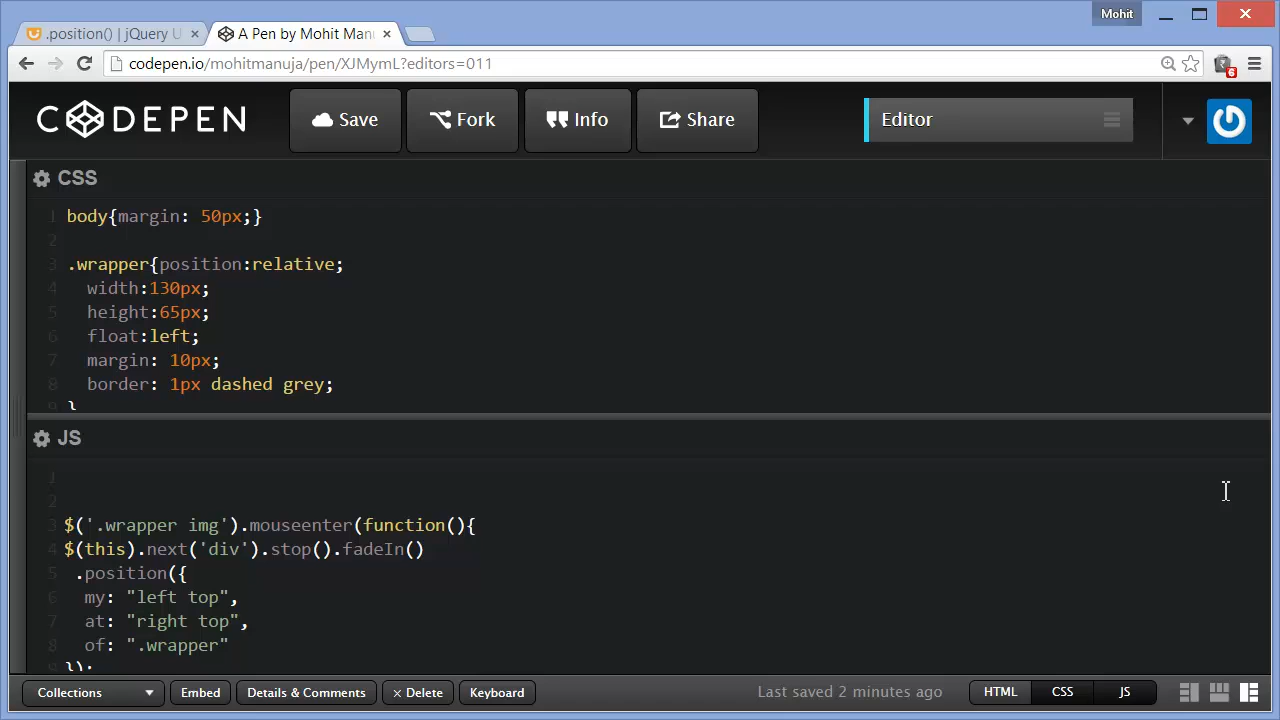 Mohit
.position() | jQuery U
A Pen by Mohit Manu
codepen.io/mohitmanuja/pen/XJMymL?editors=011
6
CODEPEN
Save
Fork
Info
Share
Editor
CSS
1 body{margin: 50px;}
2
3 .wrapper{position:relative;
4 width:130px;
5 height:65px;
6 float:left;
7 margin: 10px;
8 border: 1px dashed grey;
9 }
JS
1
2
3 $('.wrapper img').mouseenter(function(){
4 $(this).next('div').stop().fadeIn()
5 .position({
6 my: "left top",
7 at: "right top",
8 of: ".wrapper"
9 });
Collections
Embed
Details & Comments
× Delete
Keyboard
Last saved 2 minutes ago
HTML
CSS
JS